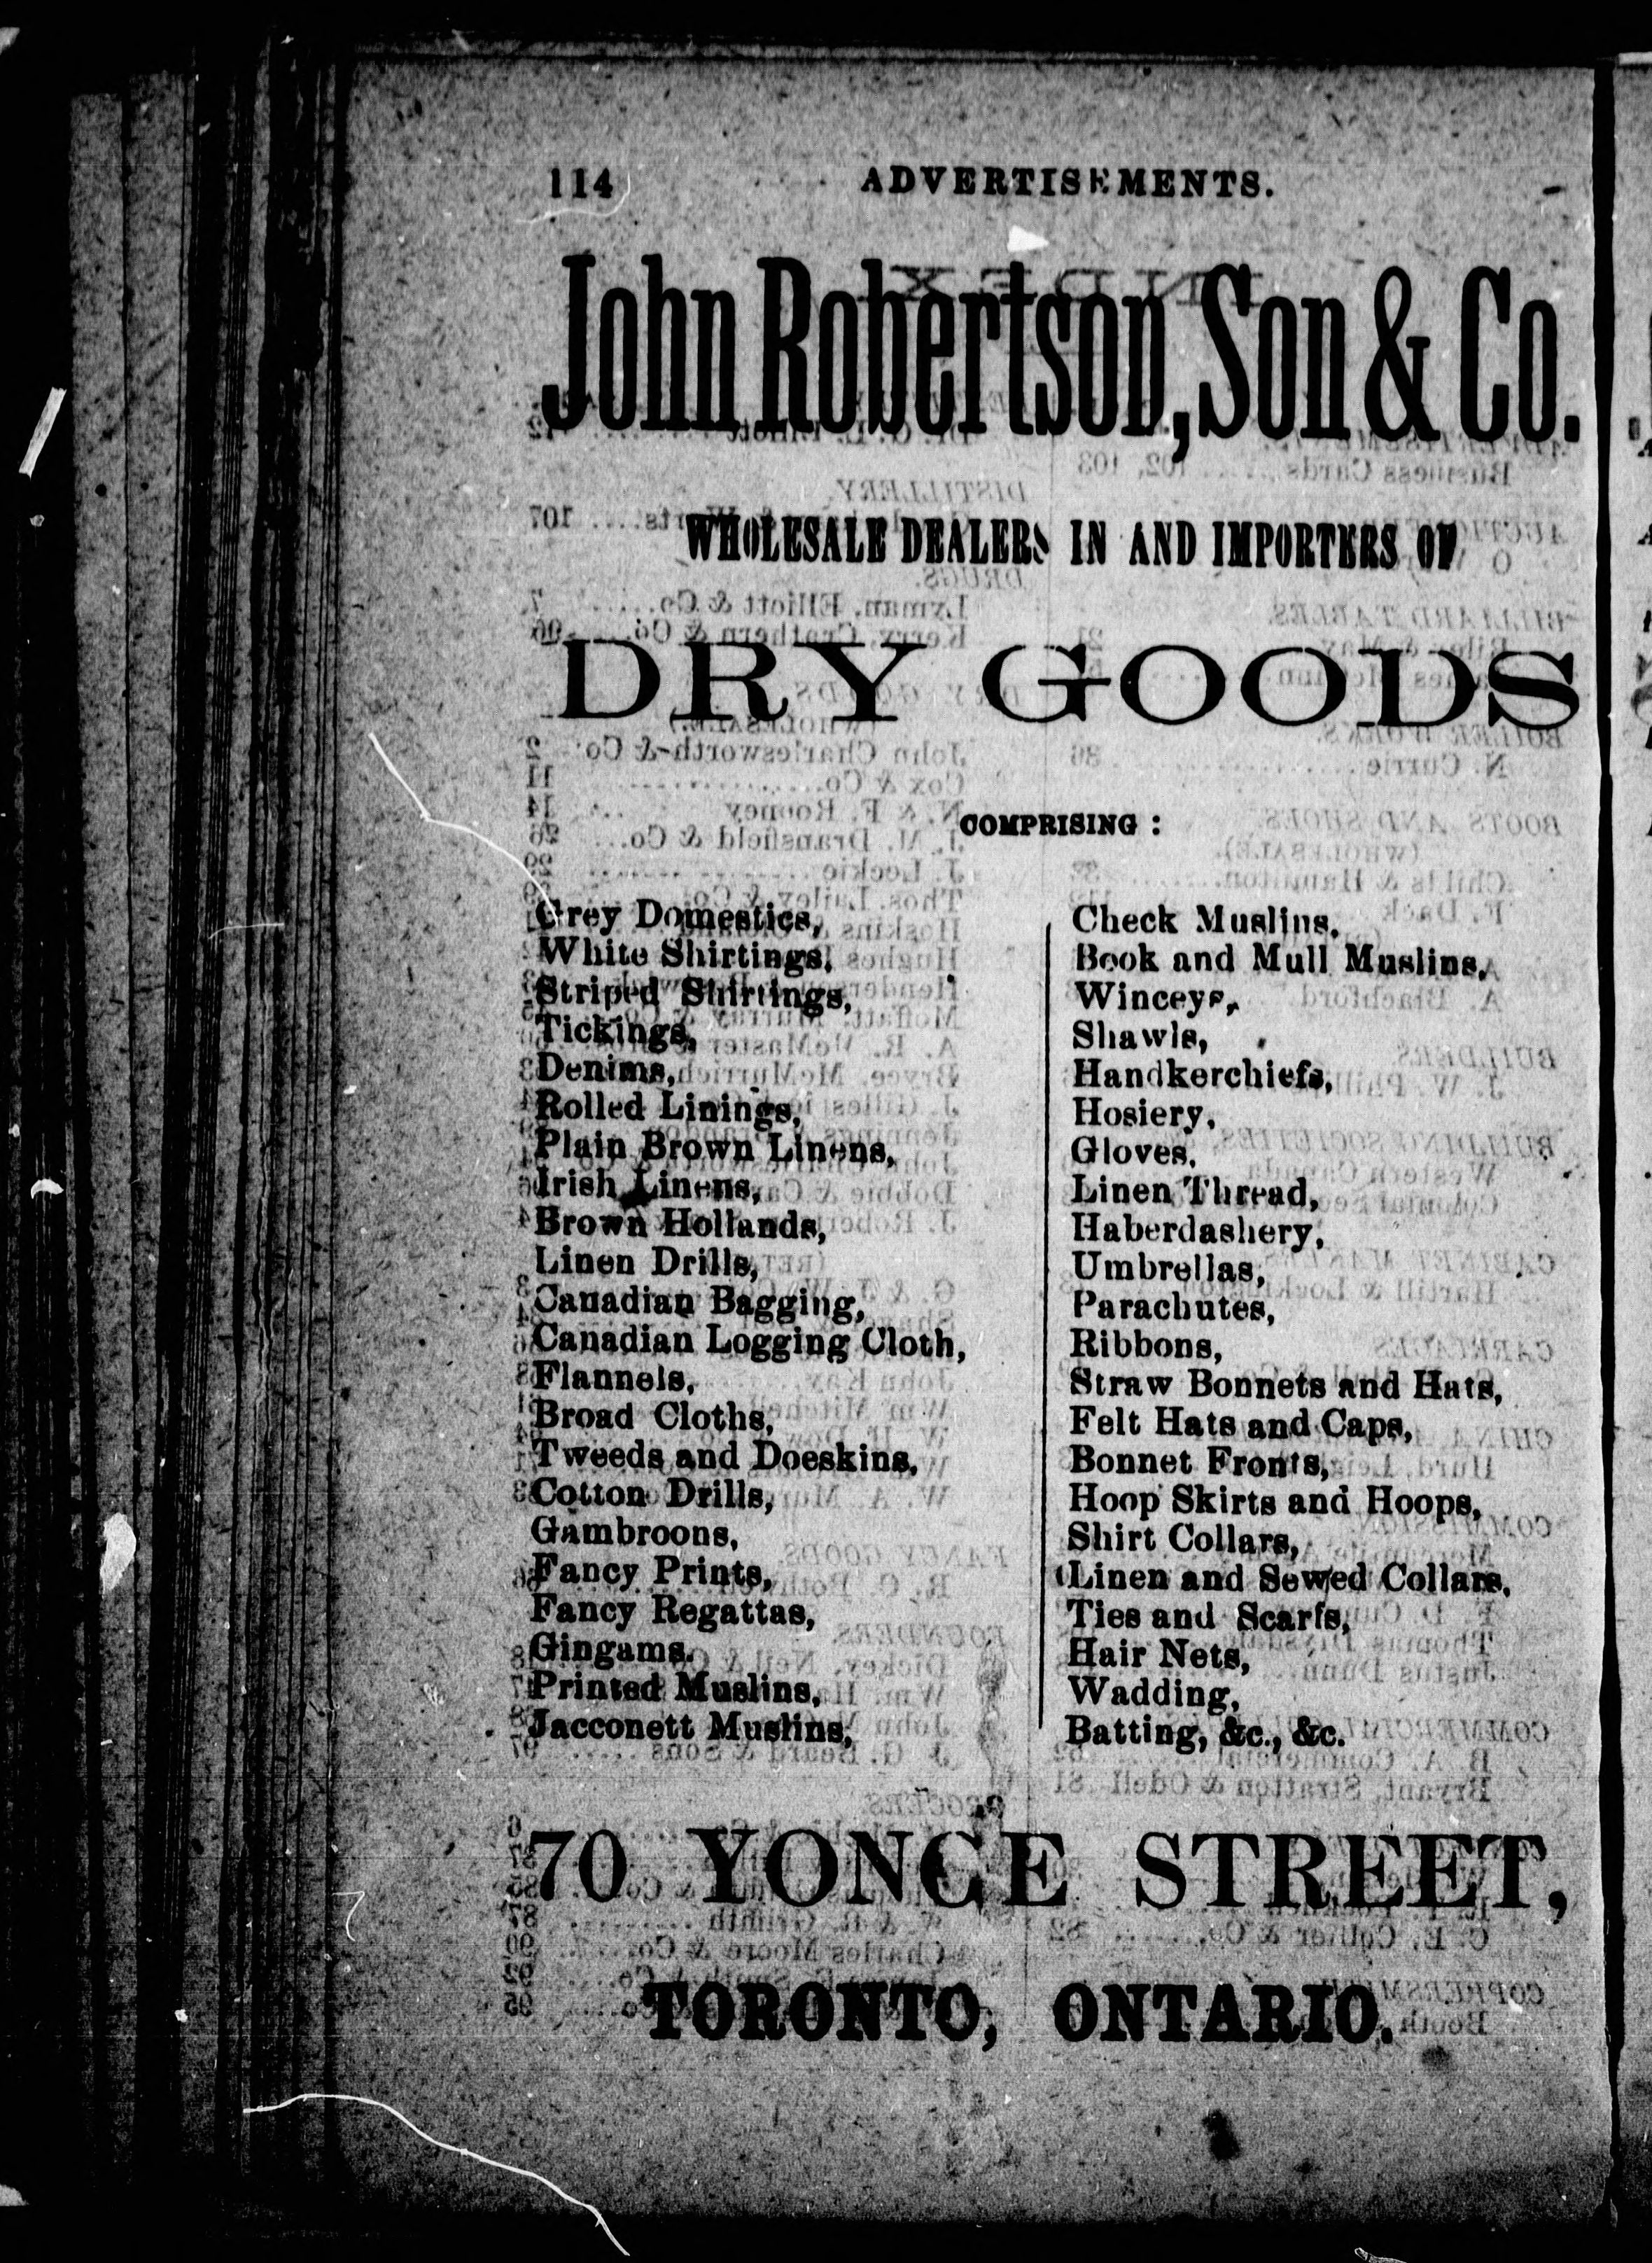 114 ADVERTISEMENTS.
John Robertson, Son & Co.
WHOLESALE DEALERS IN AND IMPORTERS OF
DRY GOODS
COMPRISING :
Grey Domestics,
White Shirtings,
Striped Shirtings,
Tickings,
Denims,
Rolled Linings,
Plain Brown Linens,
Irish Linens,
Brown Hollands,
Linen Drills,
Canadian Bagging,
Canadian Logging Cloth,
Flannels,
Broad Cloths,
Tweeds and Doeskins,
Cotton Drills,
Gambroons,
Fancy Prints,
Fancy Regattas,
Gingams.
Printed Muslins,
Jacconett Muslins,
Check Muslins,
Book and Mull Muslins,
Winceys,
Shawls,
Handkerchiefs,
Hosiery,
Gloves,
Linen Thread,
Haberdashery,
Umbrellas,
Parachutes,
Ribbons,
Straw Bonnets and Hats,
Felt Hats and Caps,
Bonnet Fronts,
Hoop Skirts and Hoops,
Shirt Collars,
Linen and Sewed Collars,
Ties and Scarfs,
Hair Nets,
Wadding,
Batting, &c., &c.
70 YONGE STREET,
TORONTO, ONTARIO.